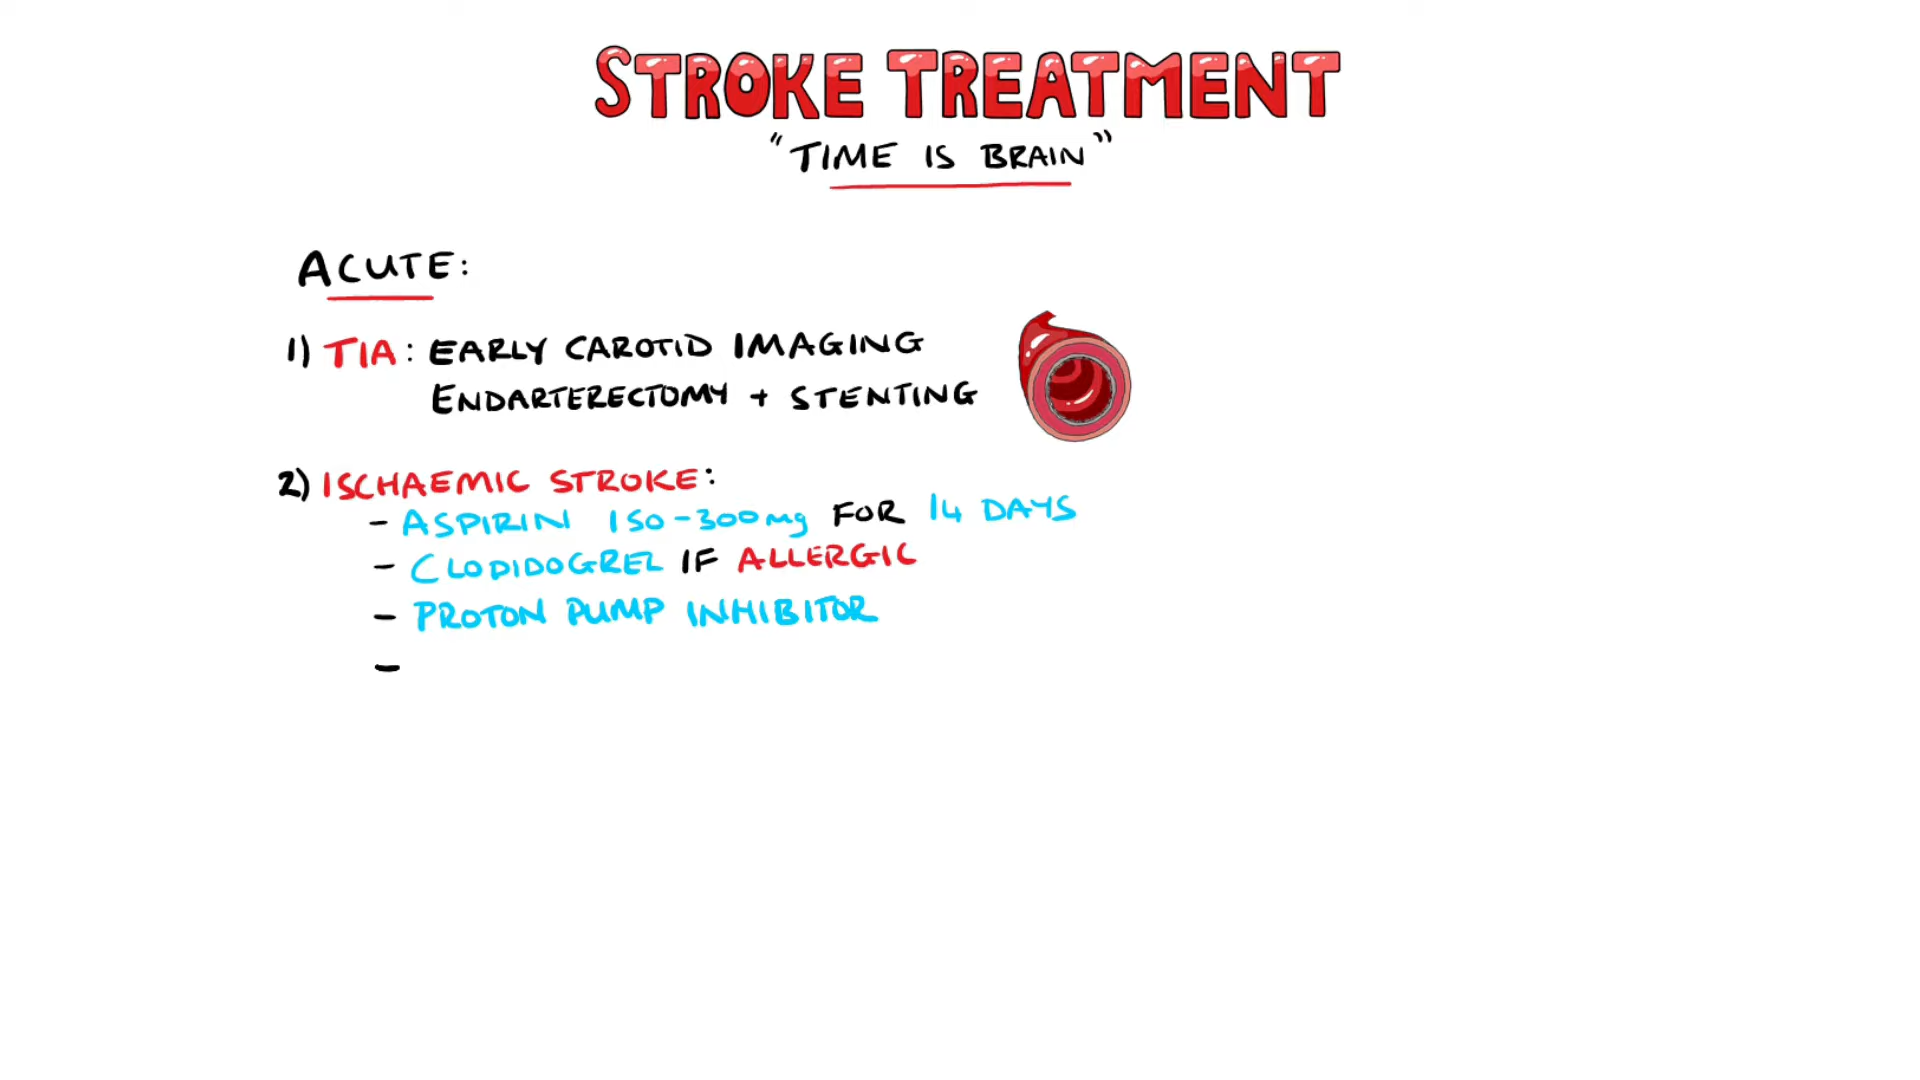 STROKE TREATMENT
"TIME IS BRAIN"
ACUTE:
1) TIA: EARLY CAROTID IMAGING
ENDARTERECTOMY + STENTING
2) ISCHAEMIC STROKE:
- ASPIRIN 150-300mg FOR 14 DAYS
- CLOPIDOGREL IF ALLERGIC
- PROTON PUMP INHIBITOR
-